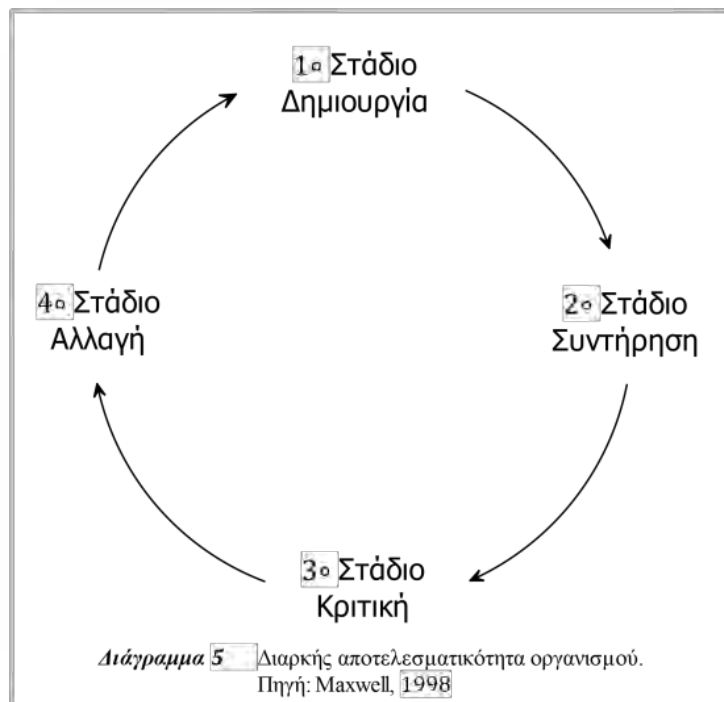 1ο Στάδιο
Δημιουργία
4ο Στάδιο
Αλλαγή
2ο Στάδιο
Συντήρηση
3ο Στάδιο
Κριτική
Διάγραμμα 5 Διαρκής αποτελεσματικότητα οργανισμού.
Πηγή: Maxwell, 1998